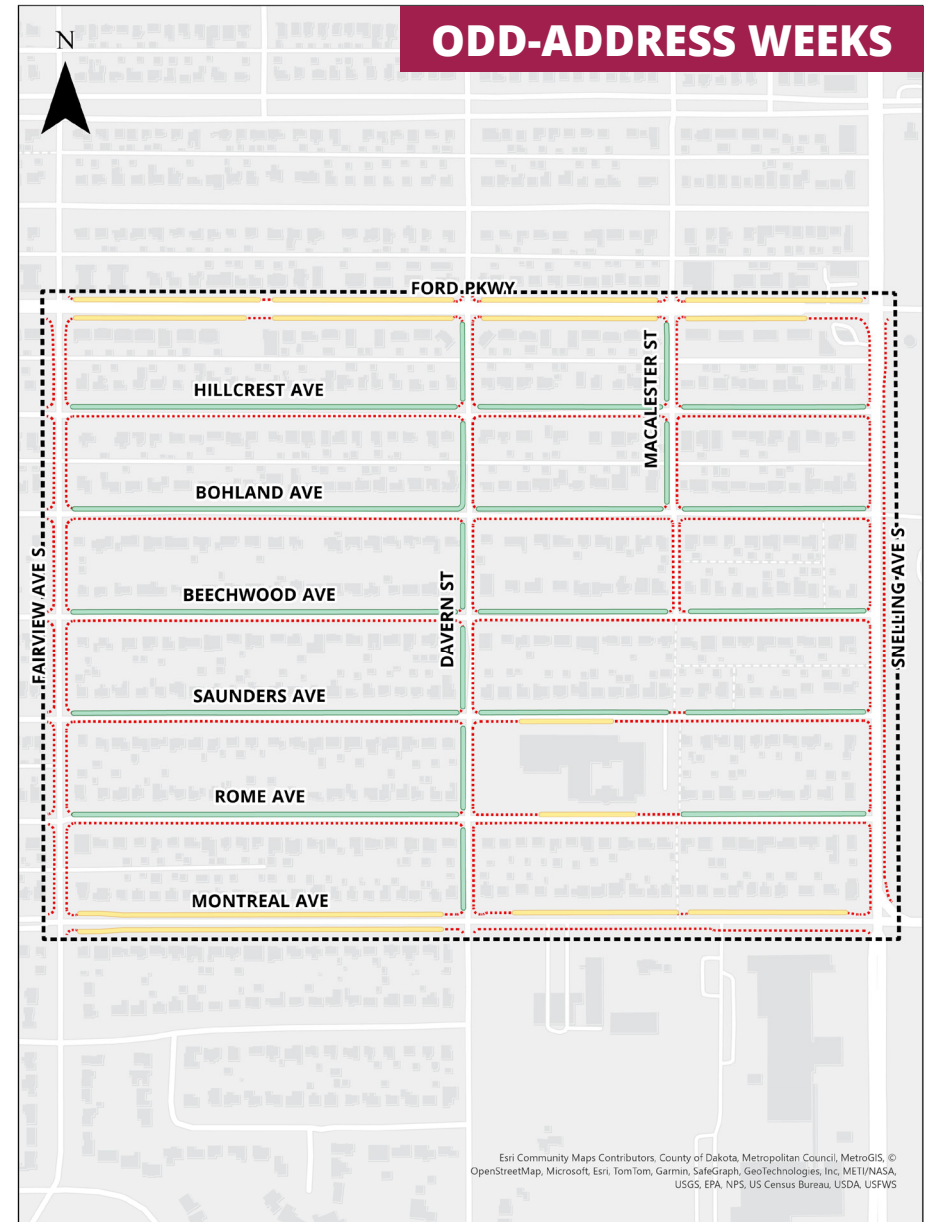 ODD-ADDRESS WEEKS
N
FORD PKWY
MACALESTER ST
HILLCREST AVE
BOHLAND AVE
FAIRVIEW AVE S
SNELLING AVE S
BEECHWOOD AVE
DAVERN ST
SAUNDERS AVE
ROME AVE
MONTREAL AVE
Esri Community Maps Contributors, County of Dakota, Metropolitan Council, MetroGIS, ©
OpenStreetMap, Microsoft, Esri, TomTom, Garmin, SafeGraph, GeoTechnologies, Inc, METI/NASA,
USGS, EPA, NPS, US Census Bureau, USDA, USFWS